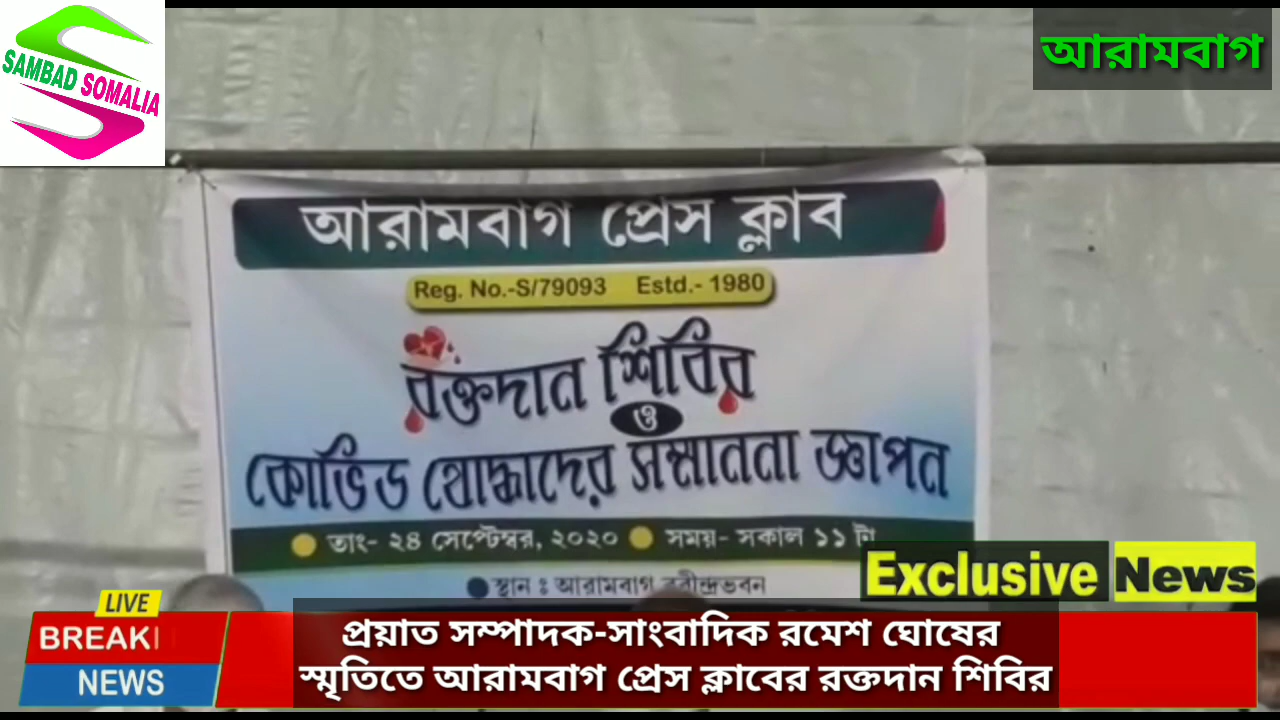 SAMBAD SOMALIA
আরামবাগ
আরামবাগ প্রেস ক্লাব
Reg. No.-S/79093 Estd.- 1980
রক্তদান শিবির
ও
কোভিড যোদ্ধাদের সম্মাননা জ্ঞাপন
তাং- ২৪ সেপ্টেম্বর, ২০২০ সময়- সকাল ১১ টা
স্থান : আরামবাগ রবীন্দ্রভবন
Exclusive News
LIVE
BREAKI
NEWS
প্রয়াত সম্পাদক-সাংবাদিক রমেশ ঘোষের
স্মৃতিতে আরামবাগ প্রেস ক্লাবের রক্তদান শিবির